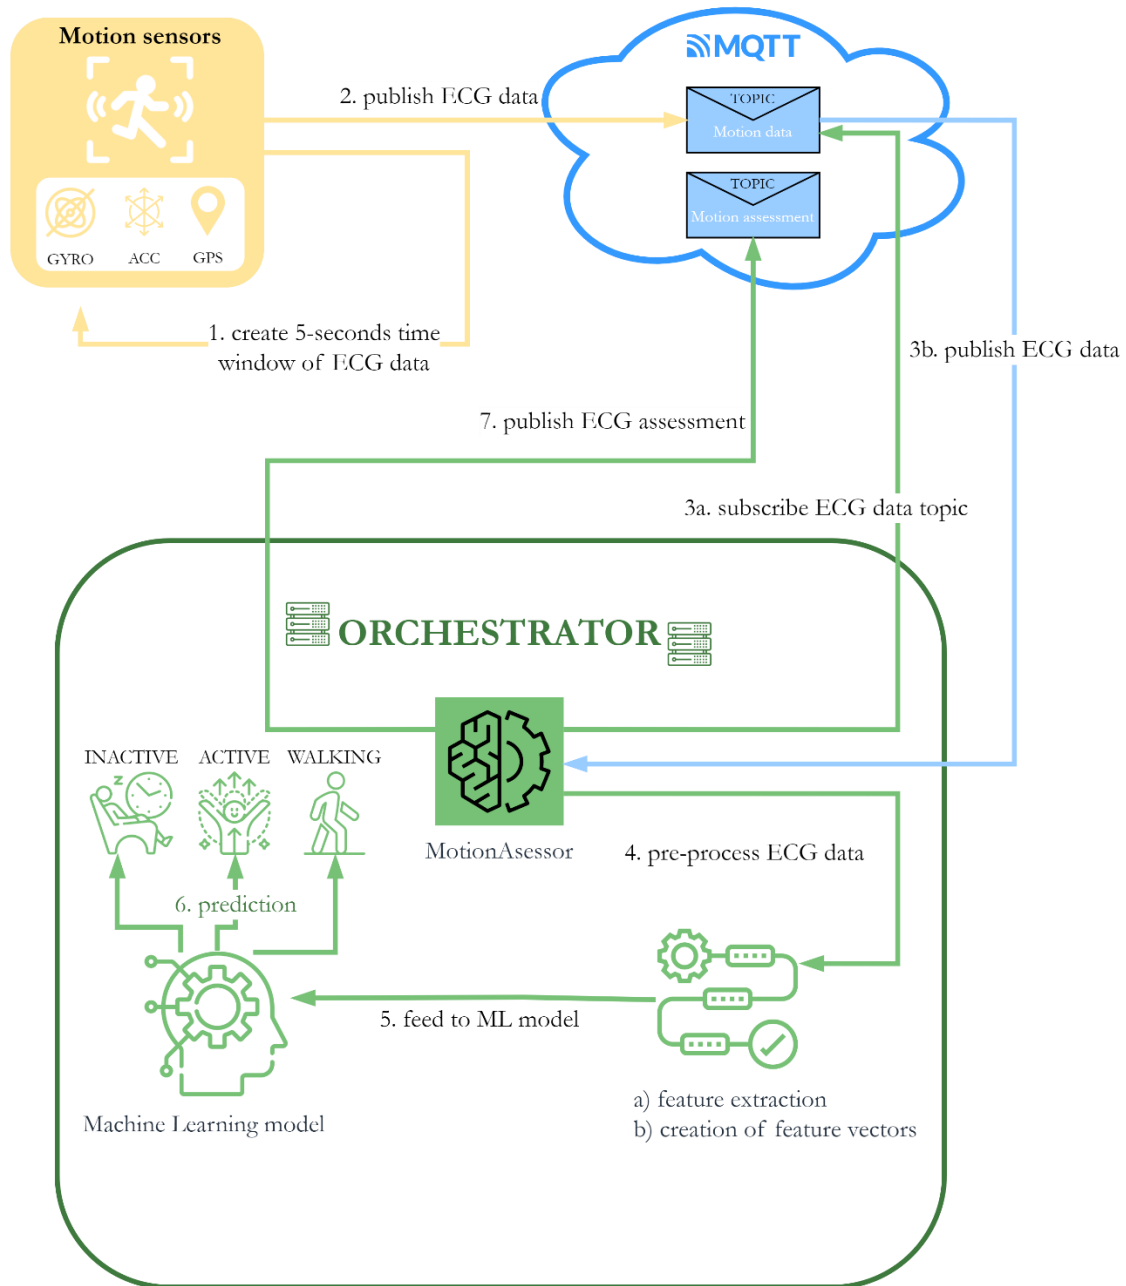 Motion sensors
GYRO
ACC
GPS
MQTT
TOPIC
Motion data
TOPIC
Motion assessment
2. publish ECG data
1. create 5-seconds time
window of ECG data
3b. publish ECG data
7. publish ECG assessment
3a. subscribe ECG data topic
ORCHESTRATOR
INACTIVE
ACTIVE
WALKING
z
MotionAsessor
4. pre-process ECG data
6. prediction
5. feed to ML model
Machine Learning model
a) feature extraction
b) creation of feature vectors